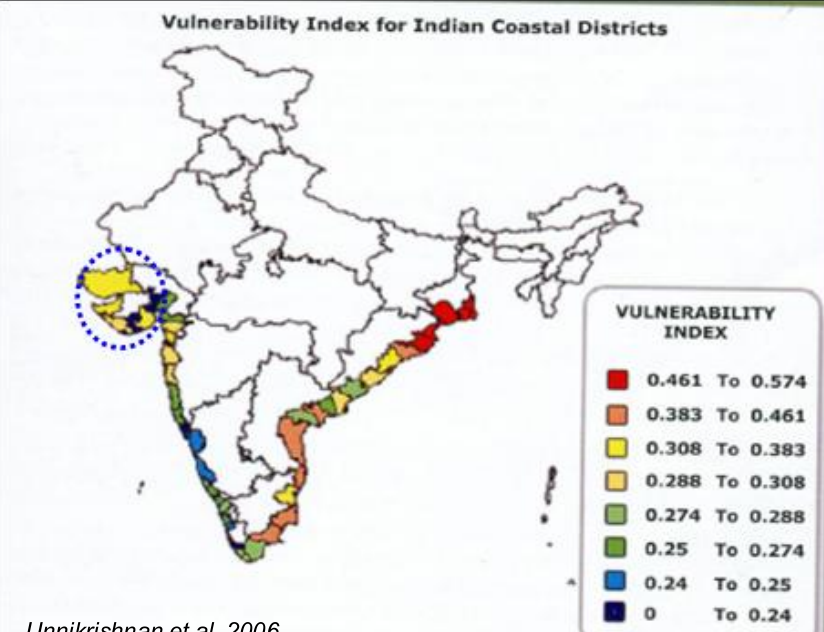 Vulnerability Index for Indian Coastal Districts
VULNERABILITY
INDEX
0.461 To 0.574
0.383 To 0.461
0.308 To 0.383
0.288 To 0.308
0.274 To 0.288
0.25 To 0.274
0.24 To 0.25
0 To 0.24
Unnikrishnan et al. 2006